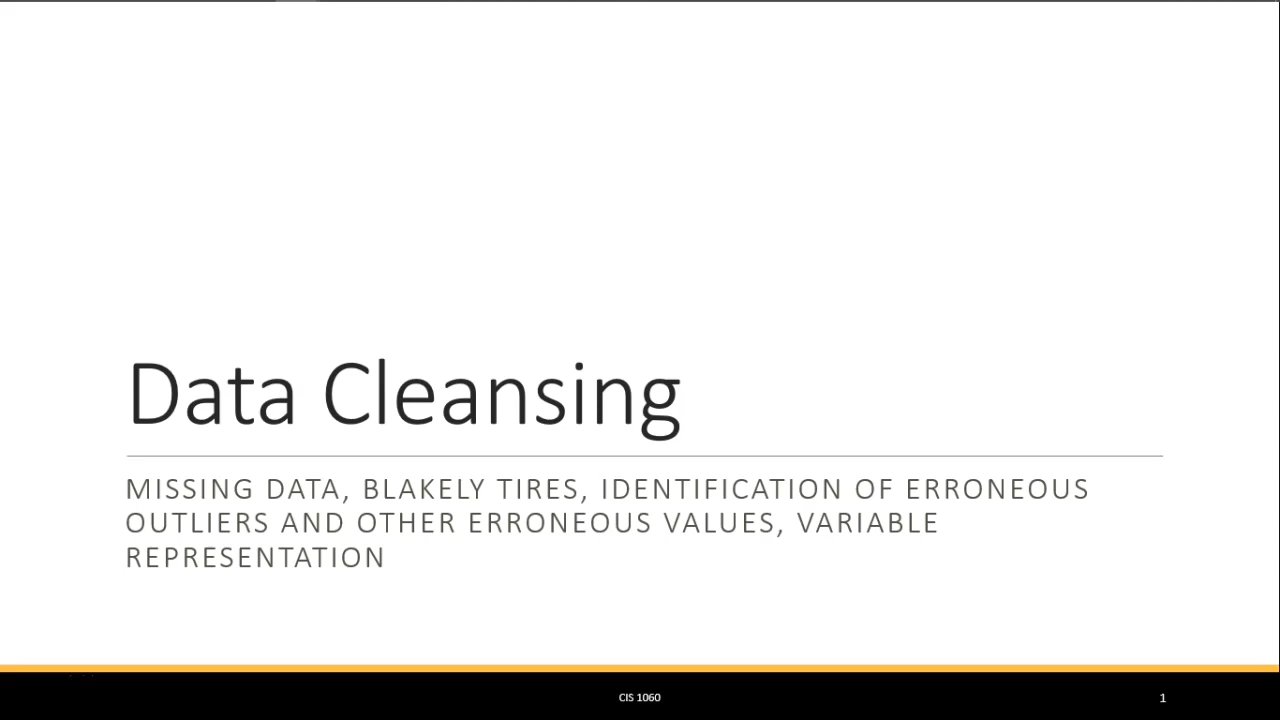 Data Cleansing
MISSING DATA, BLAKELY TIRES, IDENTIFICATION OF ERRONEOUS
OUTLIERS AND OTHER ERRONEOUS VALUES, VARIABLE
REPRESENTATION
CIS 1060
1